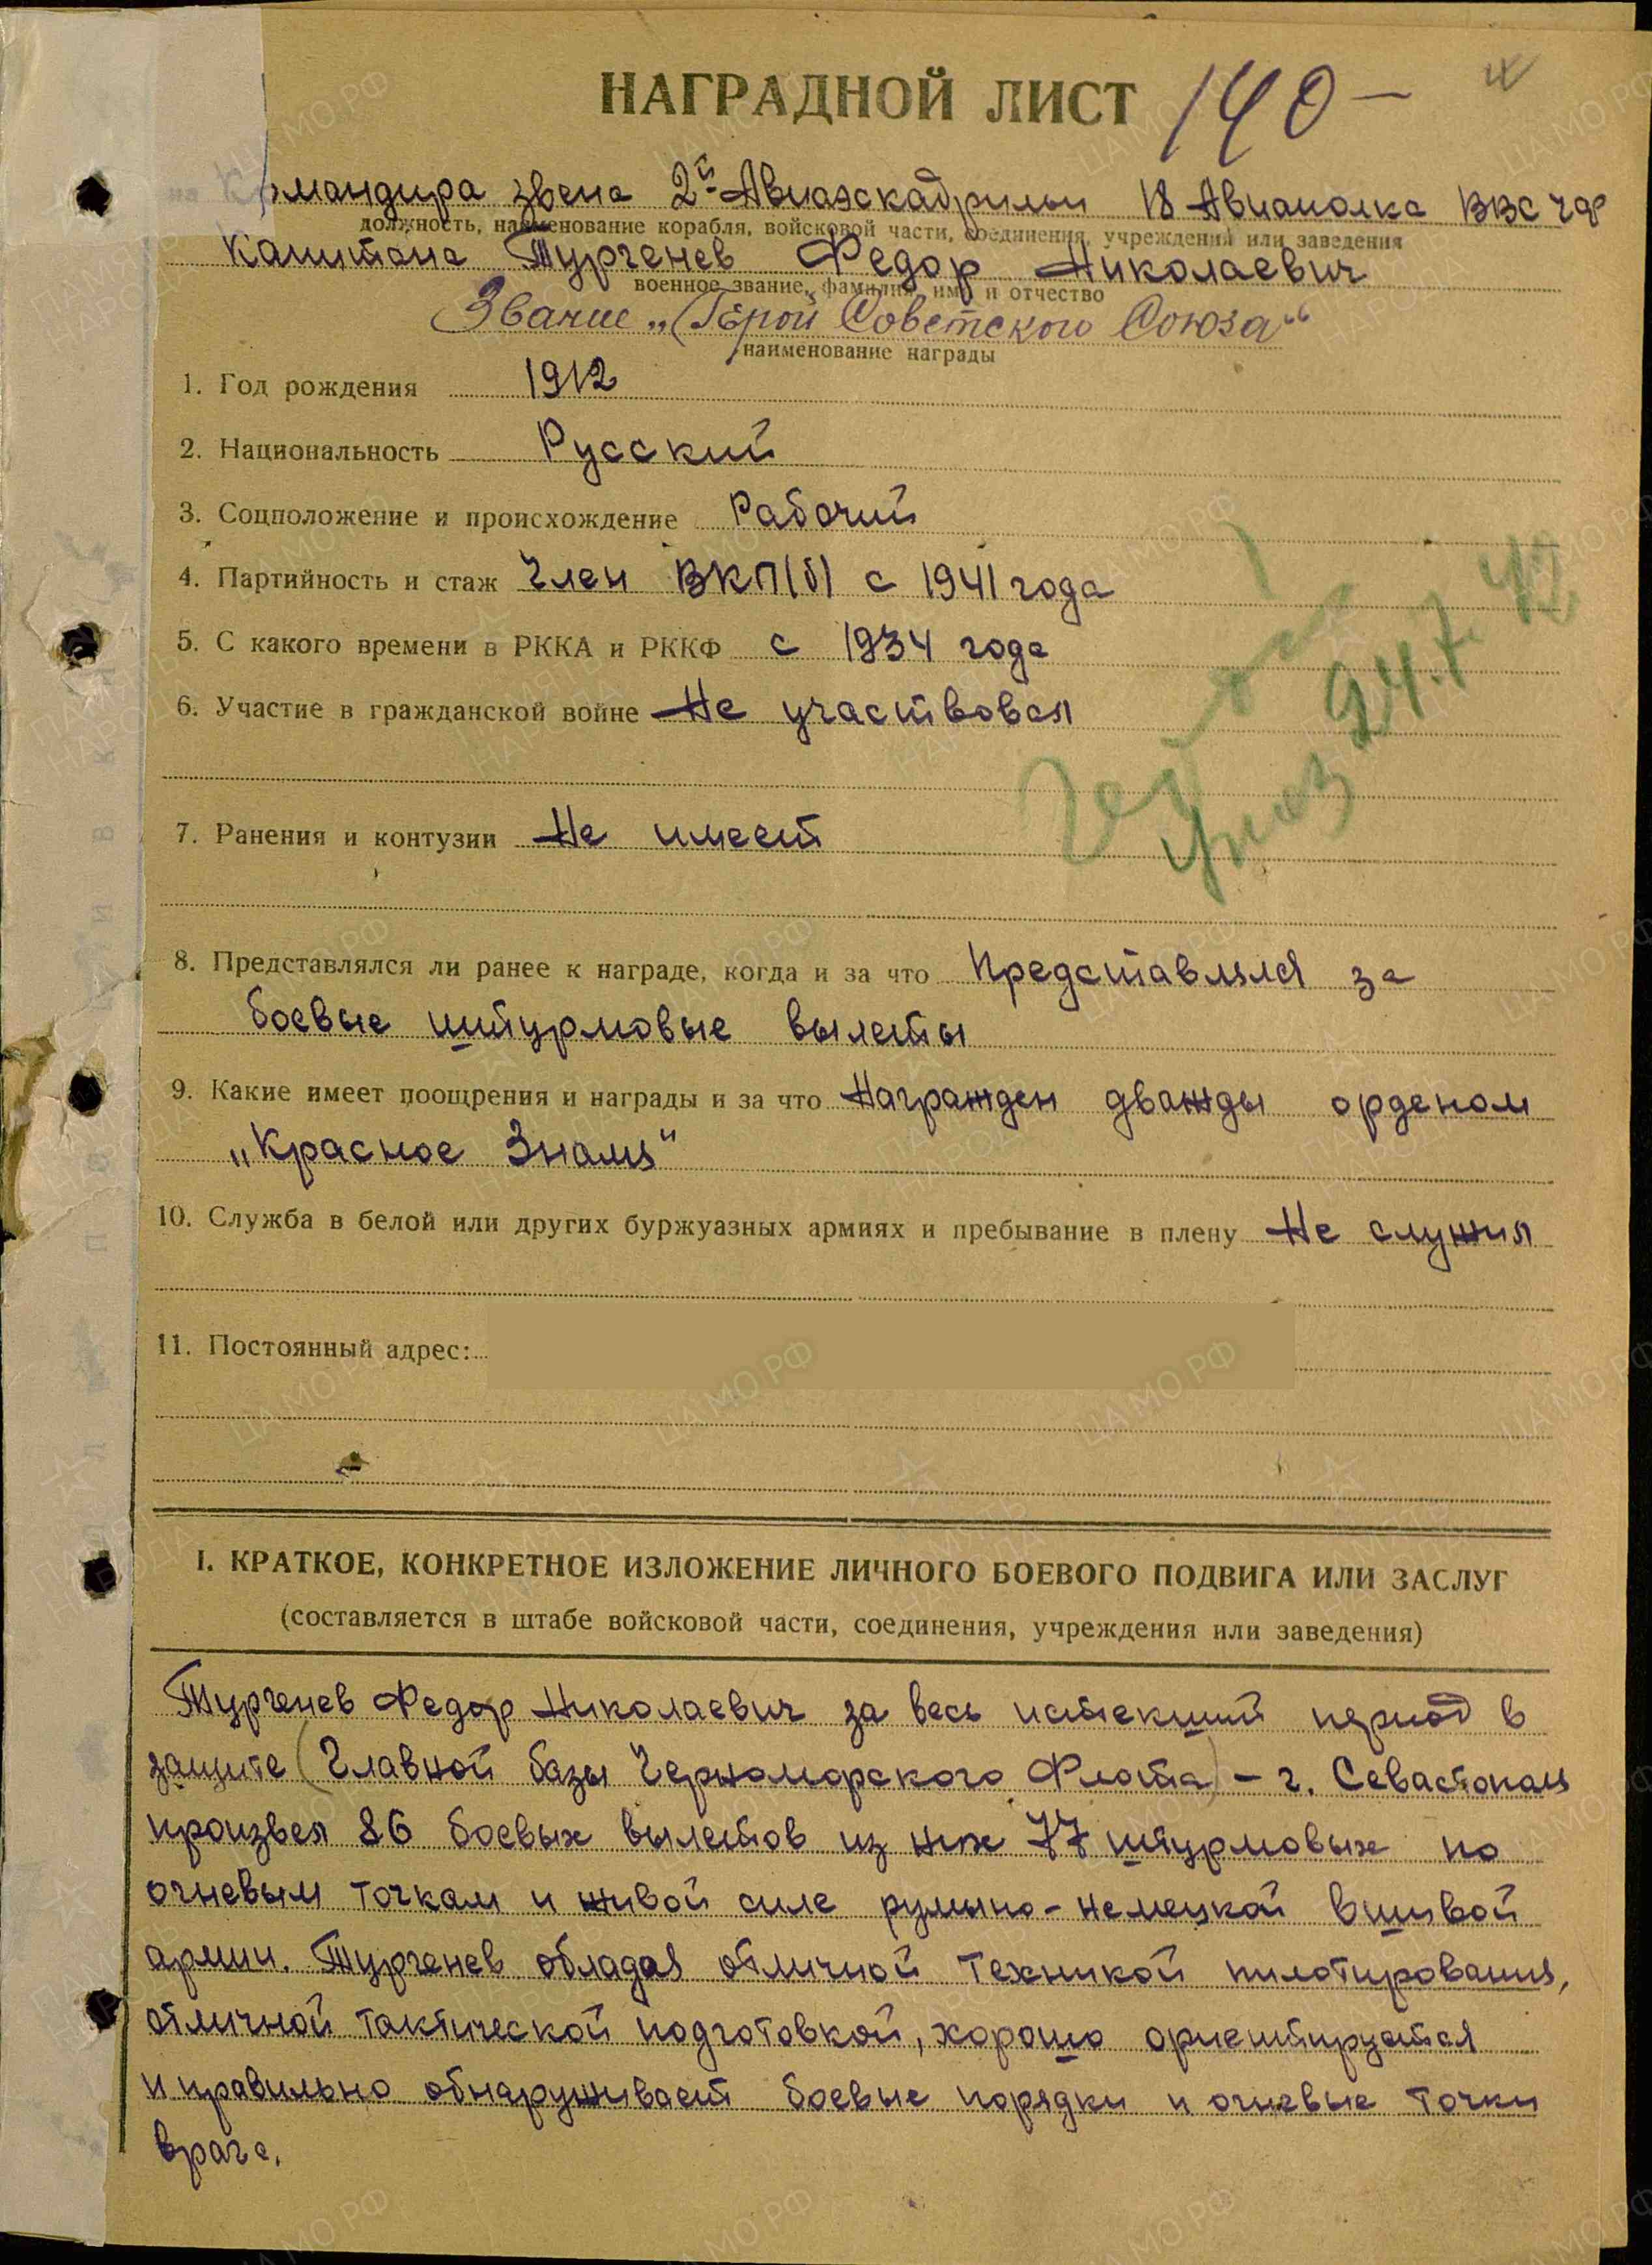 НАГРАДНОЙ ЛИСТ 140 –
на Командира звена 2й Авиаэскадрильи 18 Авиаполка ВВС ЧФ
должность, наименование корабля, войсковой части, соединения, учреждения или заведения
Капитана Тургенев Федор Николаевич
военное звание, фамилия, имя и отчество
Звание „Герой Советского Союза“
наименование награды
1. Год рождения 1912
2. Национальность Русский
3. Соцположение и происхождение Рабочий
4. Партийность и стаж Член ВКП(б) с 1941 года
5. С какого времени в РККА и РККФ с 1934 года
6. Участие в гражданской войне Не участвовал
24.7.42
Указ
7. Ранения и контузии Не имеет
8. Представлялся ли ранее к награде, когда и за что Представлялся за
боевые штурмовые вылеты
9. Какие имеет поощрения и награды и за что Награжден дважды орденом
„Красное Знамя“
10. Служба в белой или других буржуазных армиях и пребывание в плену Не служил
11. Постоянный адрес:
I. КРАТКОЕ, КОНКРЕТНОЕ ИЗЛОЖЕНИЕ ЛИЧНОГО БОЕВОГО ПОДВИГА ИЛИ ЗАСЛУГ
(составляется в штабе войсковой части, соединения, учреждения или заведения)
Тургенев Федор Николаевич за весь истекший период в
защите (Главной базы Черноморского Флота) – г. Севастополя
произвел 86 боевых вылетов из них 77 штурмовых по
огневым точкам и живой силе румыно-немецкой вшивой
армии. Тургенев обладая отличной техникой пилотирования,
отличной тактической подготовкой, хорошо ориентируется
и правильно обнаруживает боевые порядки и огневые точки
врага.